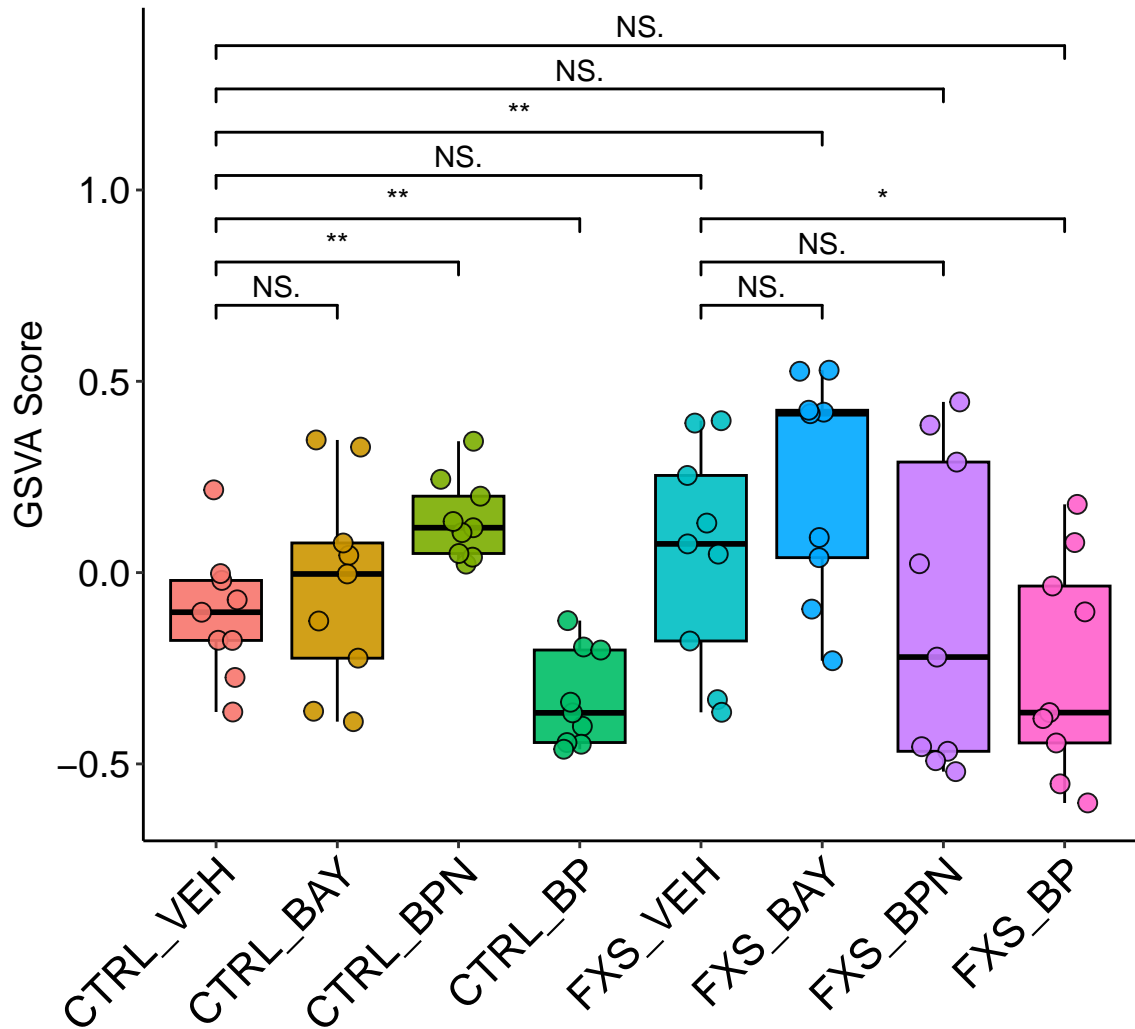 NS.
NS.
**
NS.
** *
** NS.
NS. NS.
GSVA Score
1.0
0.5
0.0
−0.5
CTRL_VEH
CTRL_BAY
CTRL_BPN
CTRL_BP
FXS_VEH
FXS_BAY
FXS_BPN
FXS_BP